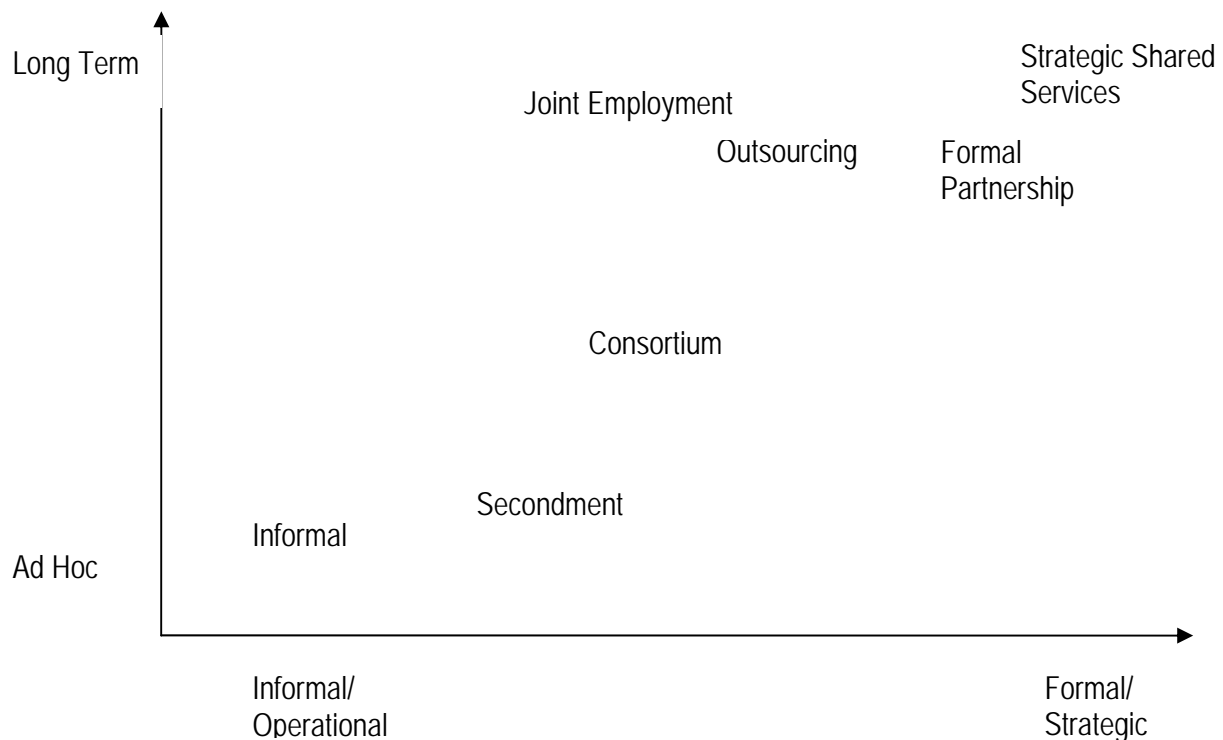 Long Term
Strategic Shared
Services
Joint Employment
Outsourcing
Formal
Partnership
Consortium
Secondment
Informal
Ad Hoc
Informal/
Operational
Formal/
Strategic